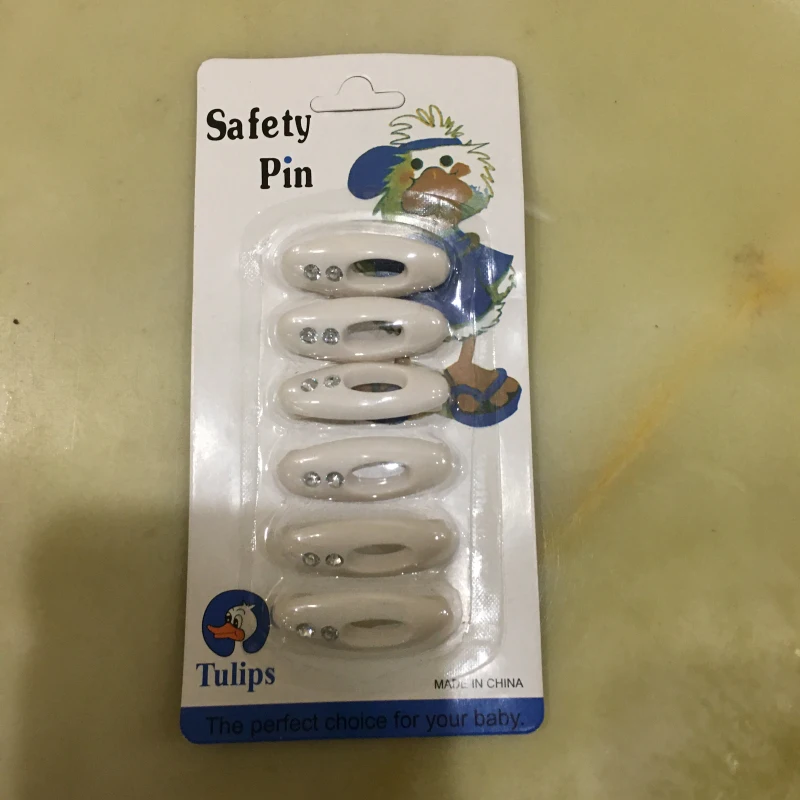 Safety
Pin
Tulips
MADE IN CHINA
The perfect choice for your baby.